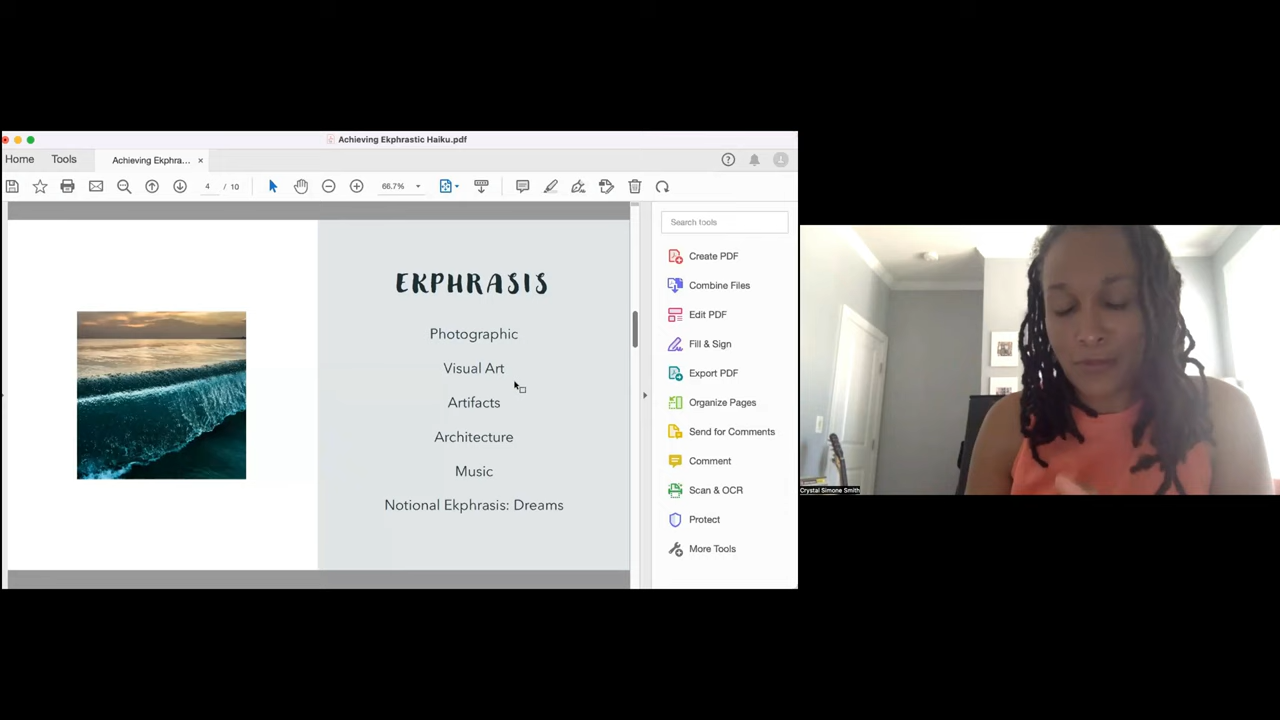 Achieving Ekphrastic Haiku.pdf
Home
Tools
Achieving Ekphra...
4 / 10
66.7%
EKPHRASIS
Photographic
Visual Art
Artifacts
Architecture
Music
Notional Ekphrasis: Dreams
Search tools
Create PDF
Combine Files
Edit PDF
Fill & Sign
Export PDF
Organize Pages
Send for Comments
Comment
Scan & OCR
Protect
More Tools
Crystal Simone Smith